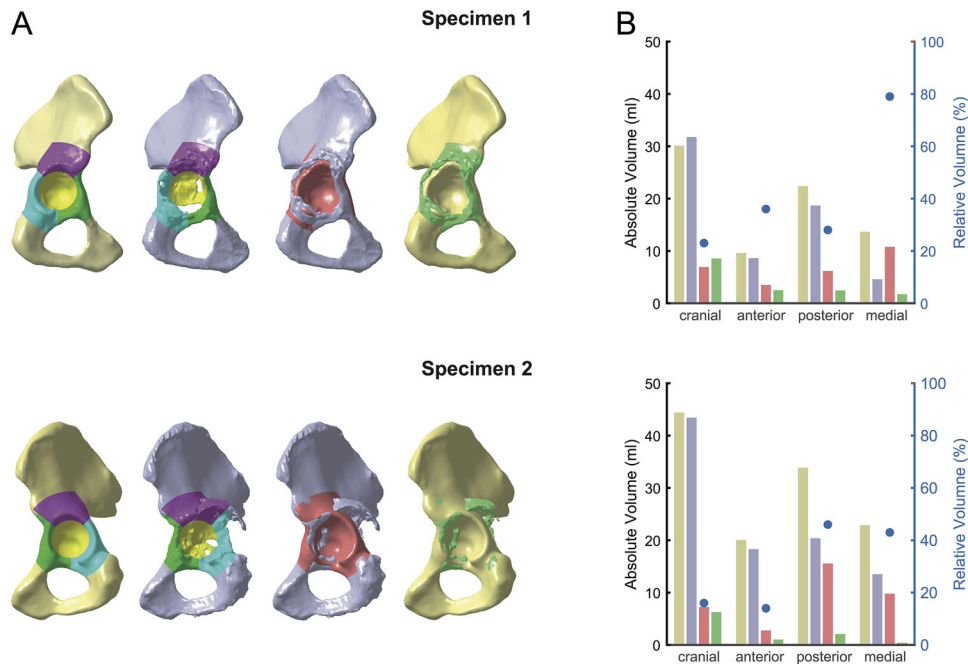 A
Specimen 1
B
50
40
30
20
10
0
Absolute Volume (ml)
100
80
60
40
20
0
Relative Volumne (%)
cranial anterior posterior medial
Specimen 2
50
40
30
20
10
0
Absolute Volume (ml)
100
80
60
40
20
0
Relative Volumne (%)
cranial anterior posterior medial